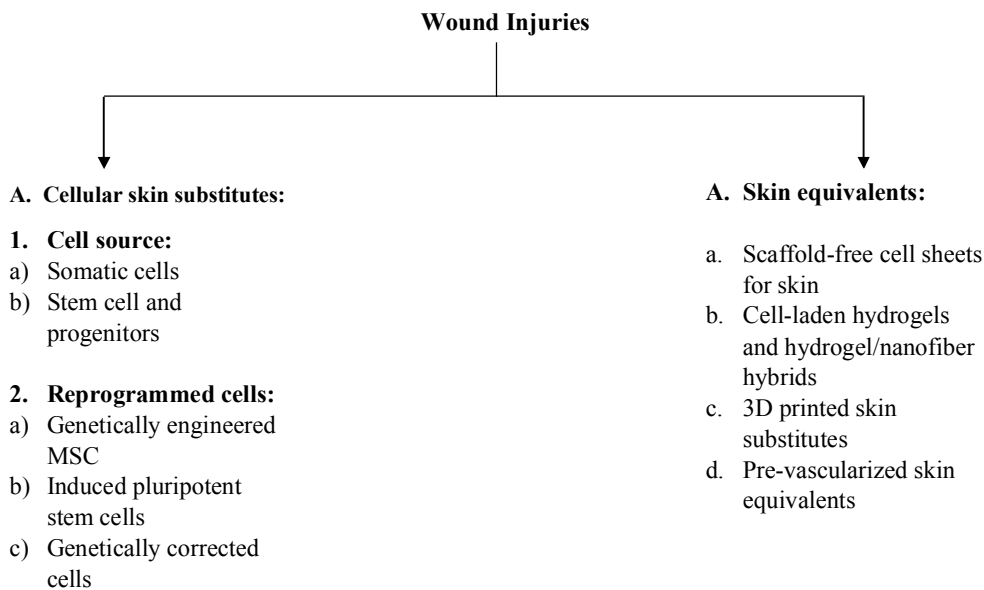 Wound Injuries
A. Cellular skin substitutes:
1. Cell source:
a) Somatic cells
b) Stem cell and
progenitors
2. Reprogrammed cells:
a) Genetically engineered
MSC
b) Induced pluripotent
stem cells
c) Genetically corrected
cells
A. Skin equivalents:
a. Scaffold-free cell sheets
for skin
b. Cell-laden hydrogels
and hydrogel/nanofiber
hybrids
c. 3D printed skin
substitutes
d. Pre-vascularized skin
equivalents